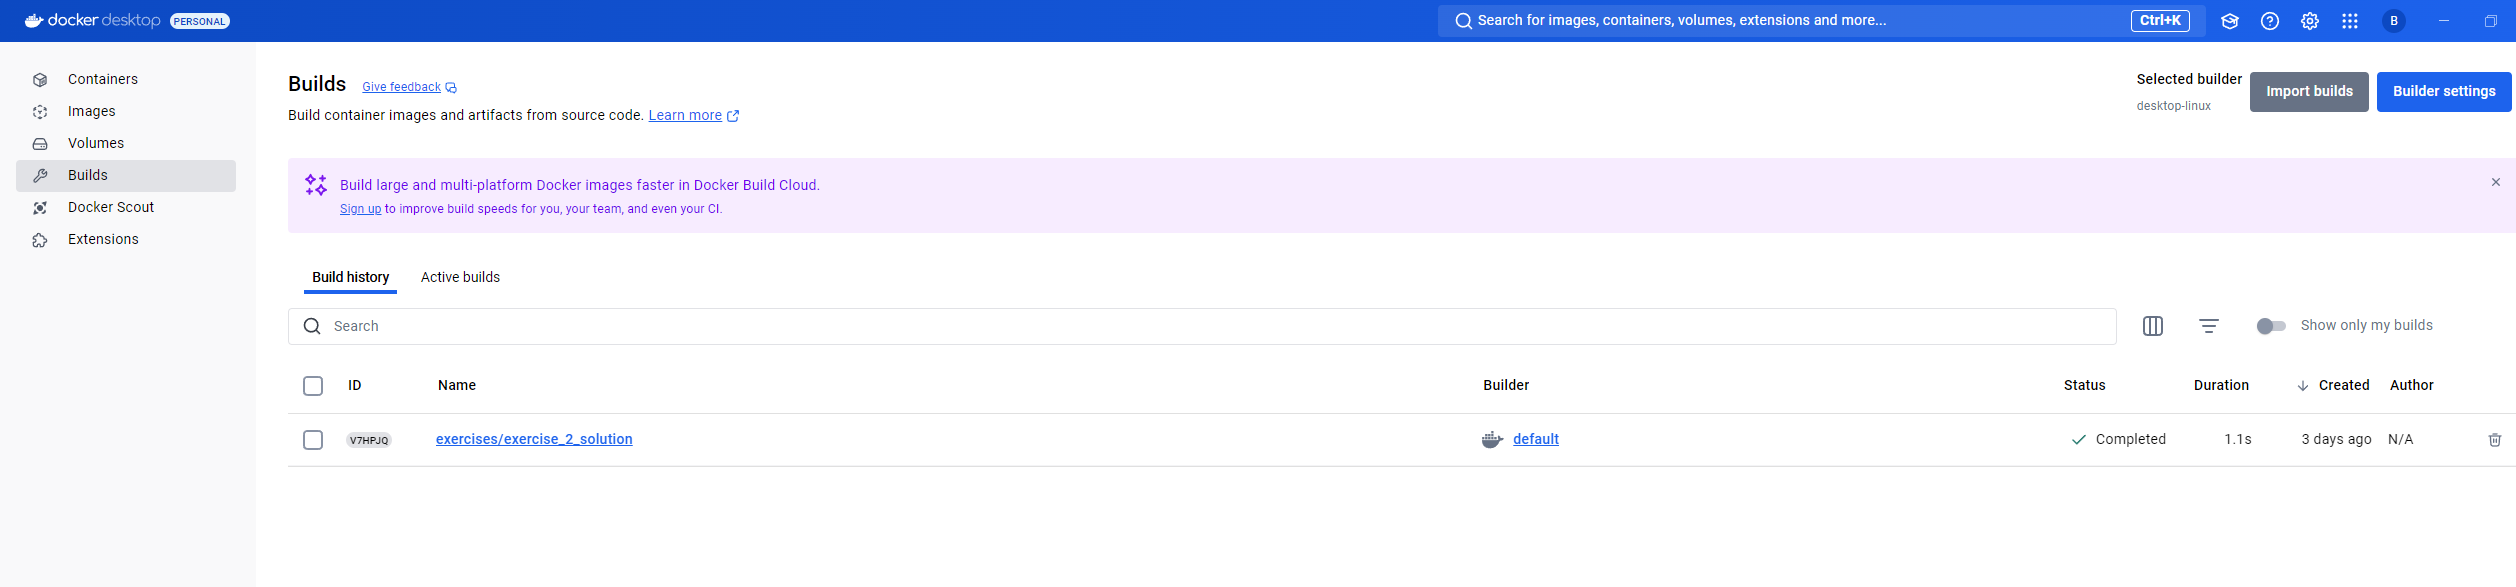 docker desktop PERSONAL
Search for images, containers, volumes, extensions and more...
Ctrl+K
B
Containers
Images
Volumes
Builds
Docker Scout
Extensions
Builds
Give feedback
Build container images and artifacts from source code. Learn more
Selected builder
desktop-linux
Import builds
Builder settings
Build large and multi-platform Docker images faster in Docker Build Cloud.
Sign up to improve build speeds for you, your team, and even your CI.
Build history
Active builds
Search
Show only my builds
ID Name Builder Status Duration Created Author
V7HPJQ exercises/exercise_2_solution default Completed 1.1s 3 days ago N/A